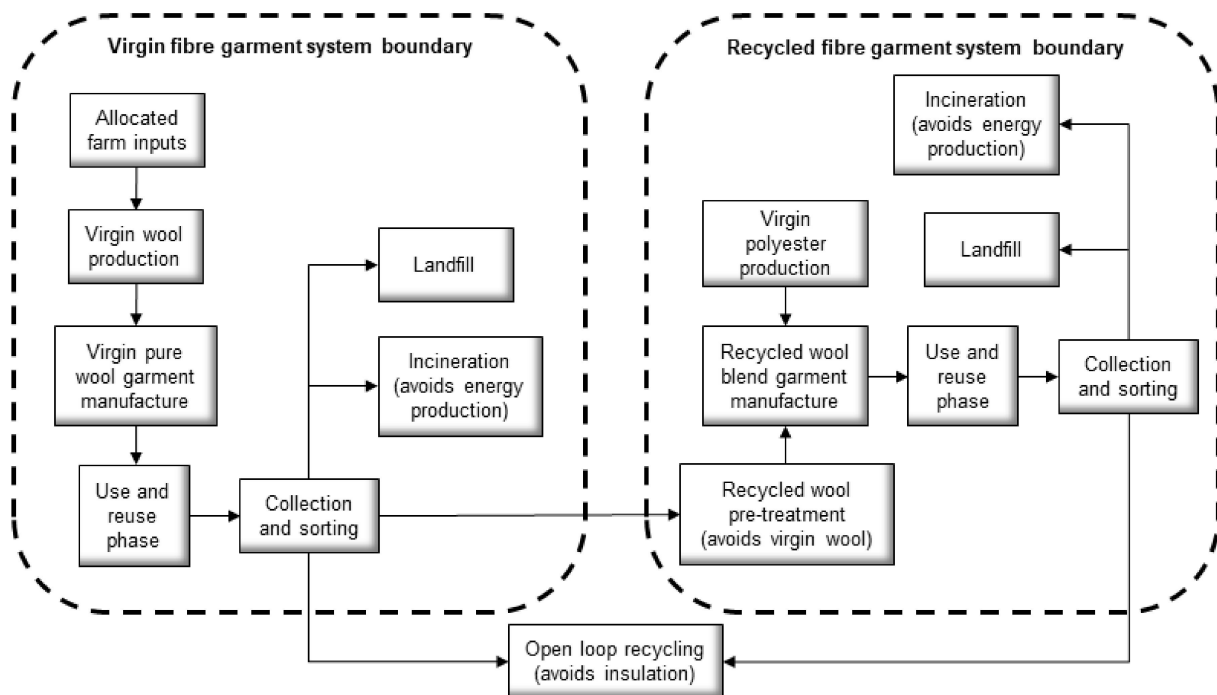 Virgin fibre garment system boundary
Allocated
farm inputs
Virgin wool
production
Virgin pure
wool garment
manufacture
Use and
reuse
phase
Collection
and sorting
Landfill
Incineration
(avoids energy
production)
Recycled fibre garment system boundary
Incineration
(avoids energy
production)
Virgin
polyester
production
Landfill
Recycled wool
blend garment
manufacture
Use and
reuse
phase
Collection
and sorting
Recycled wool
pre-treatment
(avoids virgin wool)
Open loop recycling
(avoids insulation)